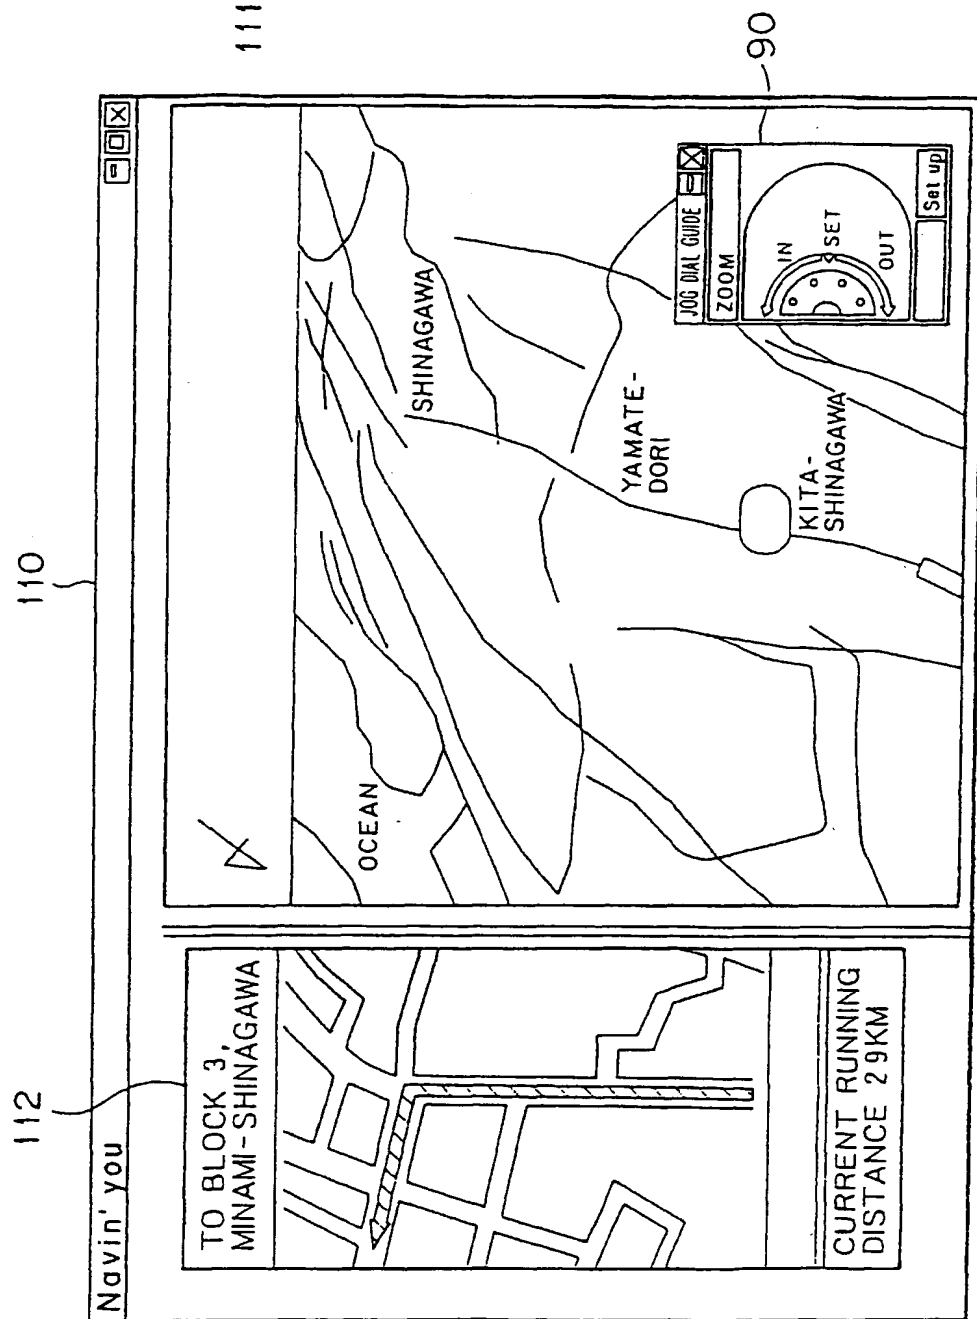 110
111
112
90
Navin' you
TO BLOCK 3,
MINAMI-SHINAGAWA
CURRENT RUNNING
DISTANCE 29KM
OCEAN
SHINAGAWA
YAMATE-
DORI
KITA-
SHINAGAWA
JOG DIAL GUIDE
ZOOM
IN
SET
OUT
Set up